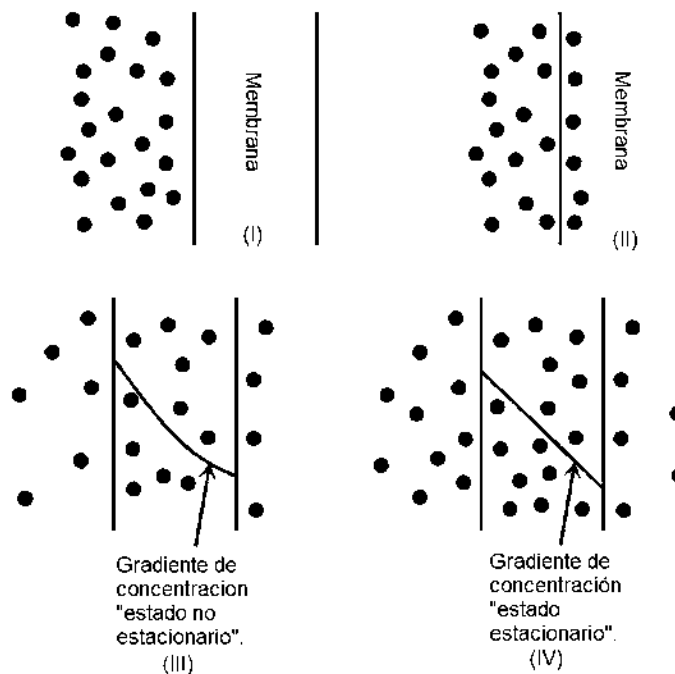 Membrana
(I)
Membrana
(II)
Gradiente de
concentracion
"estado no
estacionario".
(III)
Gradiente de
concentración
"estado
estacionario".
(IV)